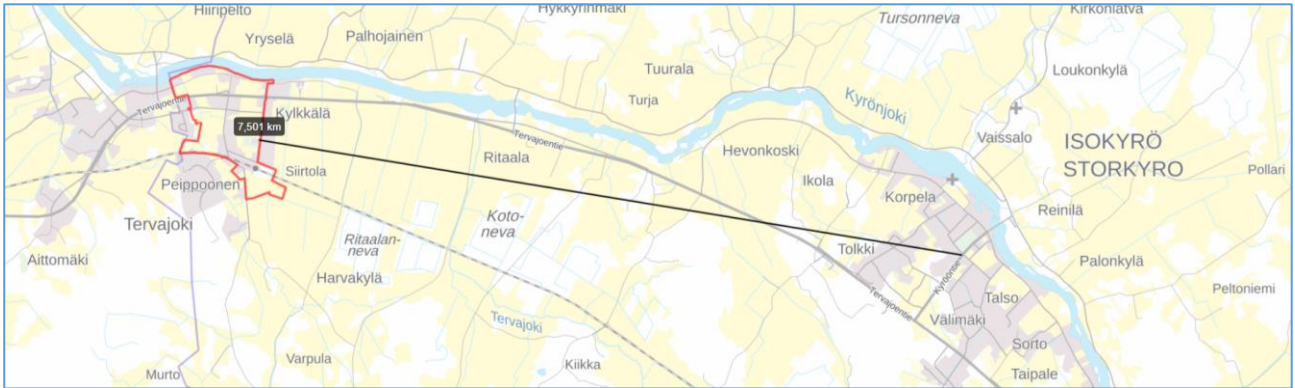 Hiiripelto
Hykkyrinmäki
Kirkonlatva
Tursonneva
Yryselä
Palhojainen
Tuurala
Loukonkylä
Turja
Kyrönjoki
Tervajoentie
Kylkkälä
7,501 km
Tervajoentie
Vaissalo
ISOKYRÖ
STORKYRO
Hevonkoski
Ritaala
Siirtola
Pollari
Peippoonen
Ikola
Korpela
Reinilä
Tervajoki
Koto-
neva
Ritaalan-
neva
Tolkki
Aittomäki
Harvakylä
Kyrööntie
Palonkylä
Peltoniemi
Tervajoentie
Talso
Tervajoki
Välimäki
Sorto
Varpula
Kiikka
Murto
Taipale